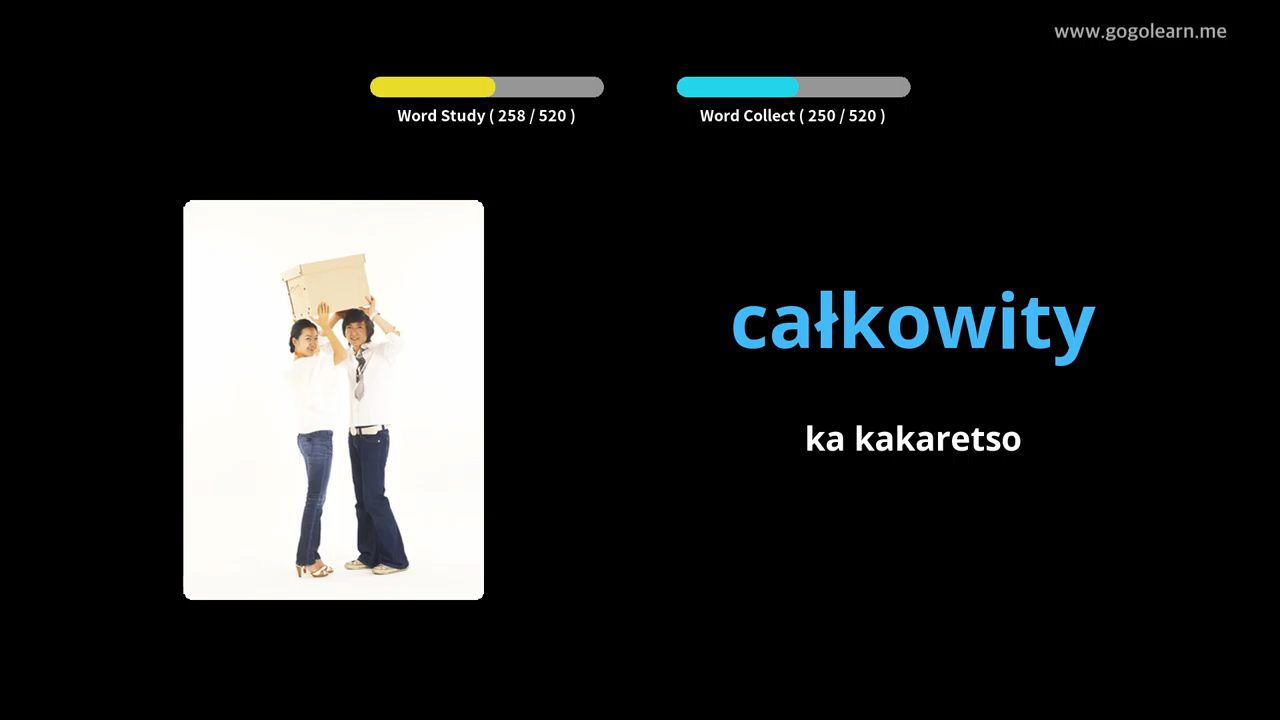 www.gogolearn.me
Word Study ( 258 / 520 )
Word Collect ( 250 / 520 )
całkowity
ka kakaretso